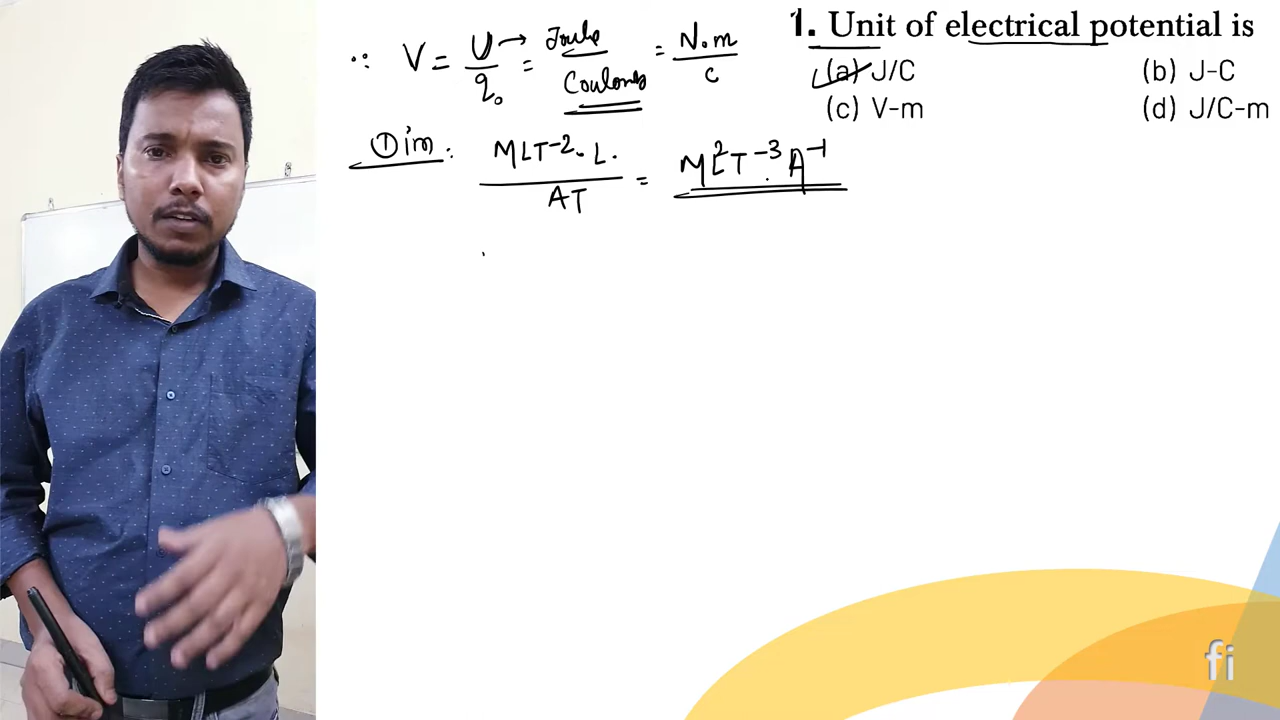 1. Unit of electrical potential is
(a) J/C (b) J-C
(c) V-m (d) J/C-m
∵ V = U/q₀ → = Joule/Coulomb = N.m/C
Dim: MLT⁻².L./AT = ML²T⁻³A⁻¹
fi